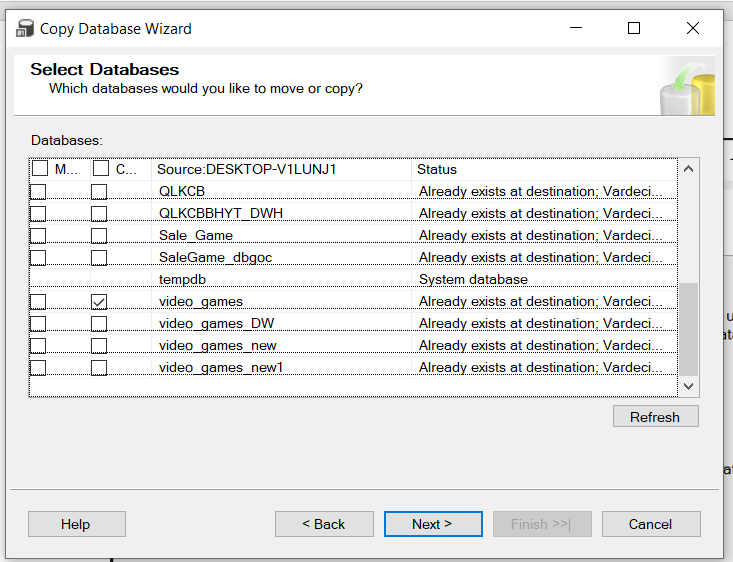 Copy Database Wizard
Select Databases
Which databases would you like to move or copy?
Databases:
M... C... Source:DESKTOP-V1LUNJ1 Status
QLKCB Already exists at destination; Vardeci...
QLKCBBHYT_DWH Already exists at destination; Vardeci...
Sale_Game Already exists at destination; Vardeci...
SaleGame_dbgoc Already exists at destination; Vardeci...
tempdb System database
video_games Already exists at destination; Vardeci...
video_games_DW Already exists at destination; Vardeci...
video_games_new Already exists at destination; Vardeci...
video_games_new1 Already exists at destination; Vardeci...
Refresh
Help < Back Next > Finish >>| Cancel